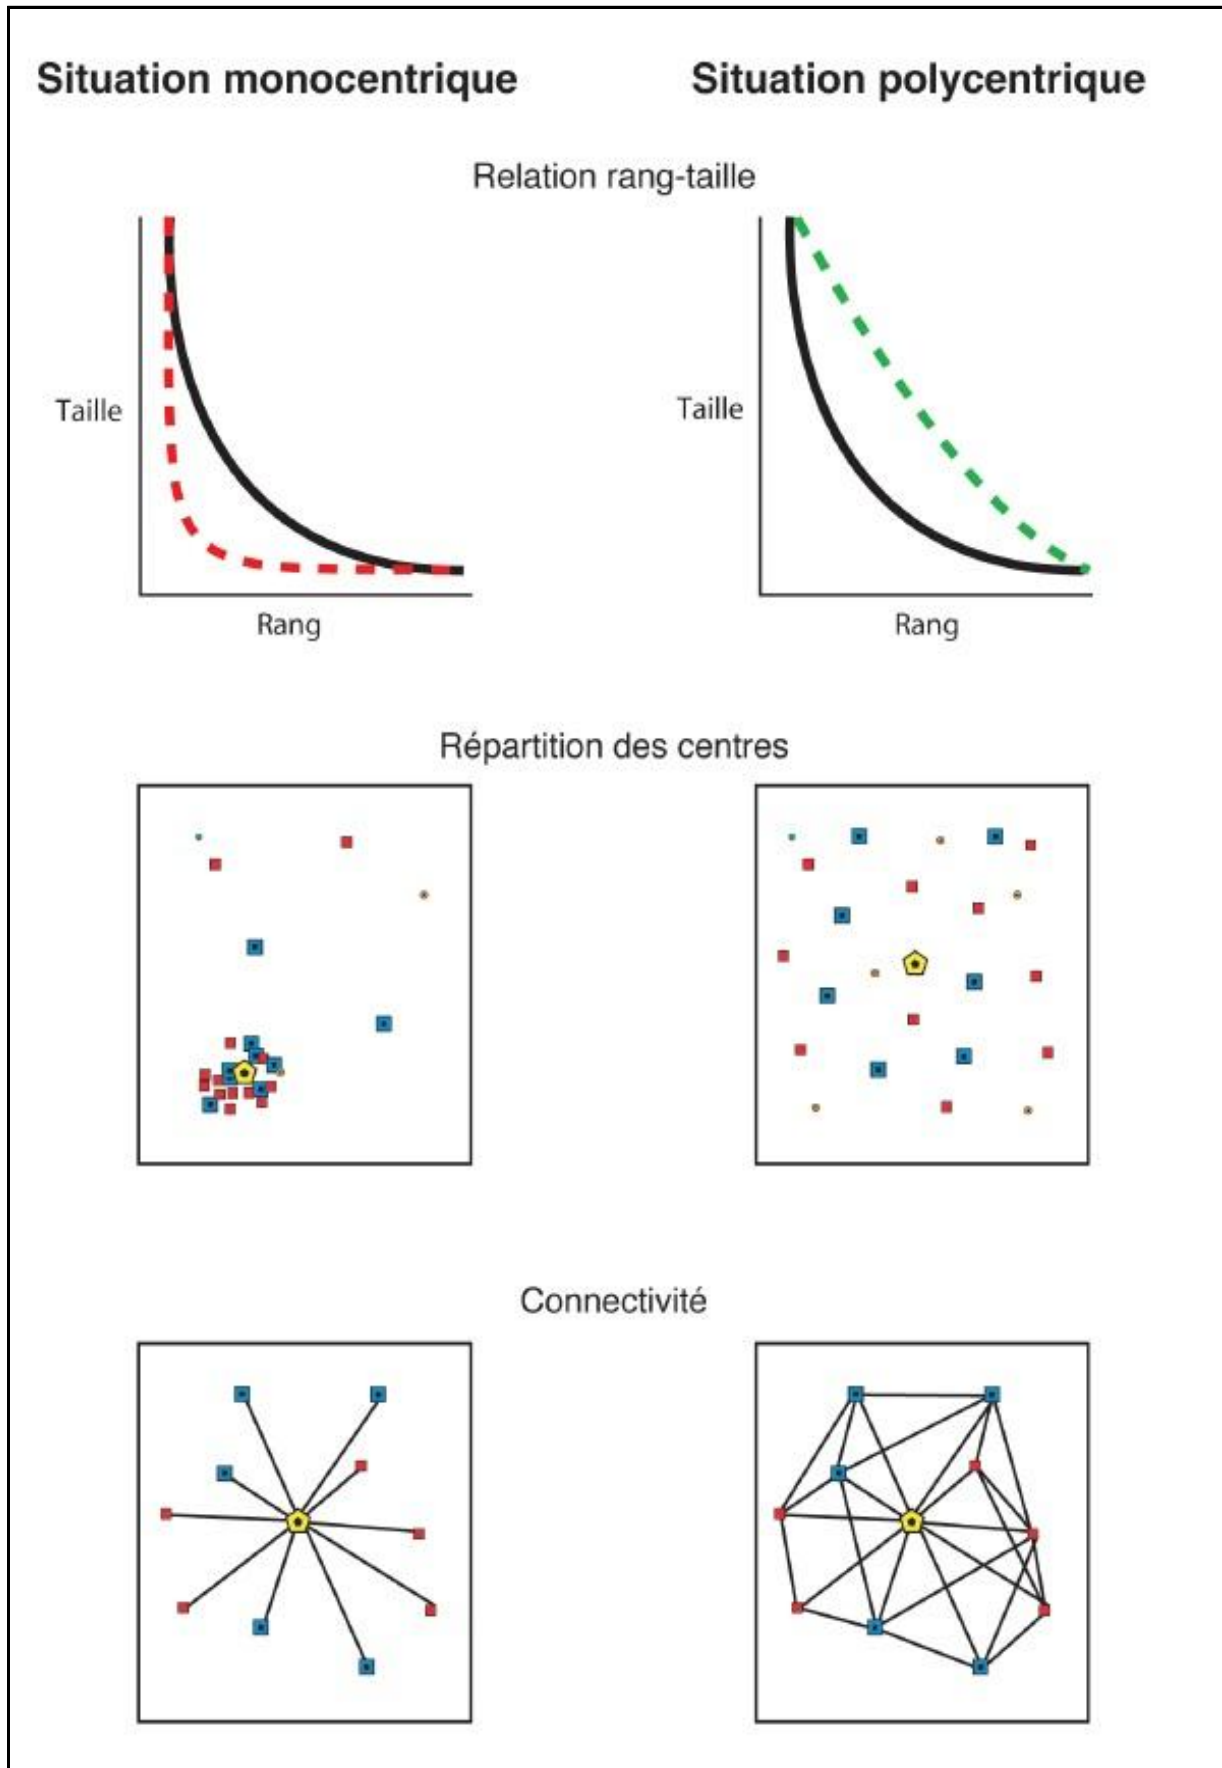 Situation monocentrique
Situation polycentrique
Relation rang-taille
Taille
Rang
Taille
Rang
Répartition des centres
Connectivité